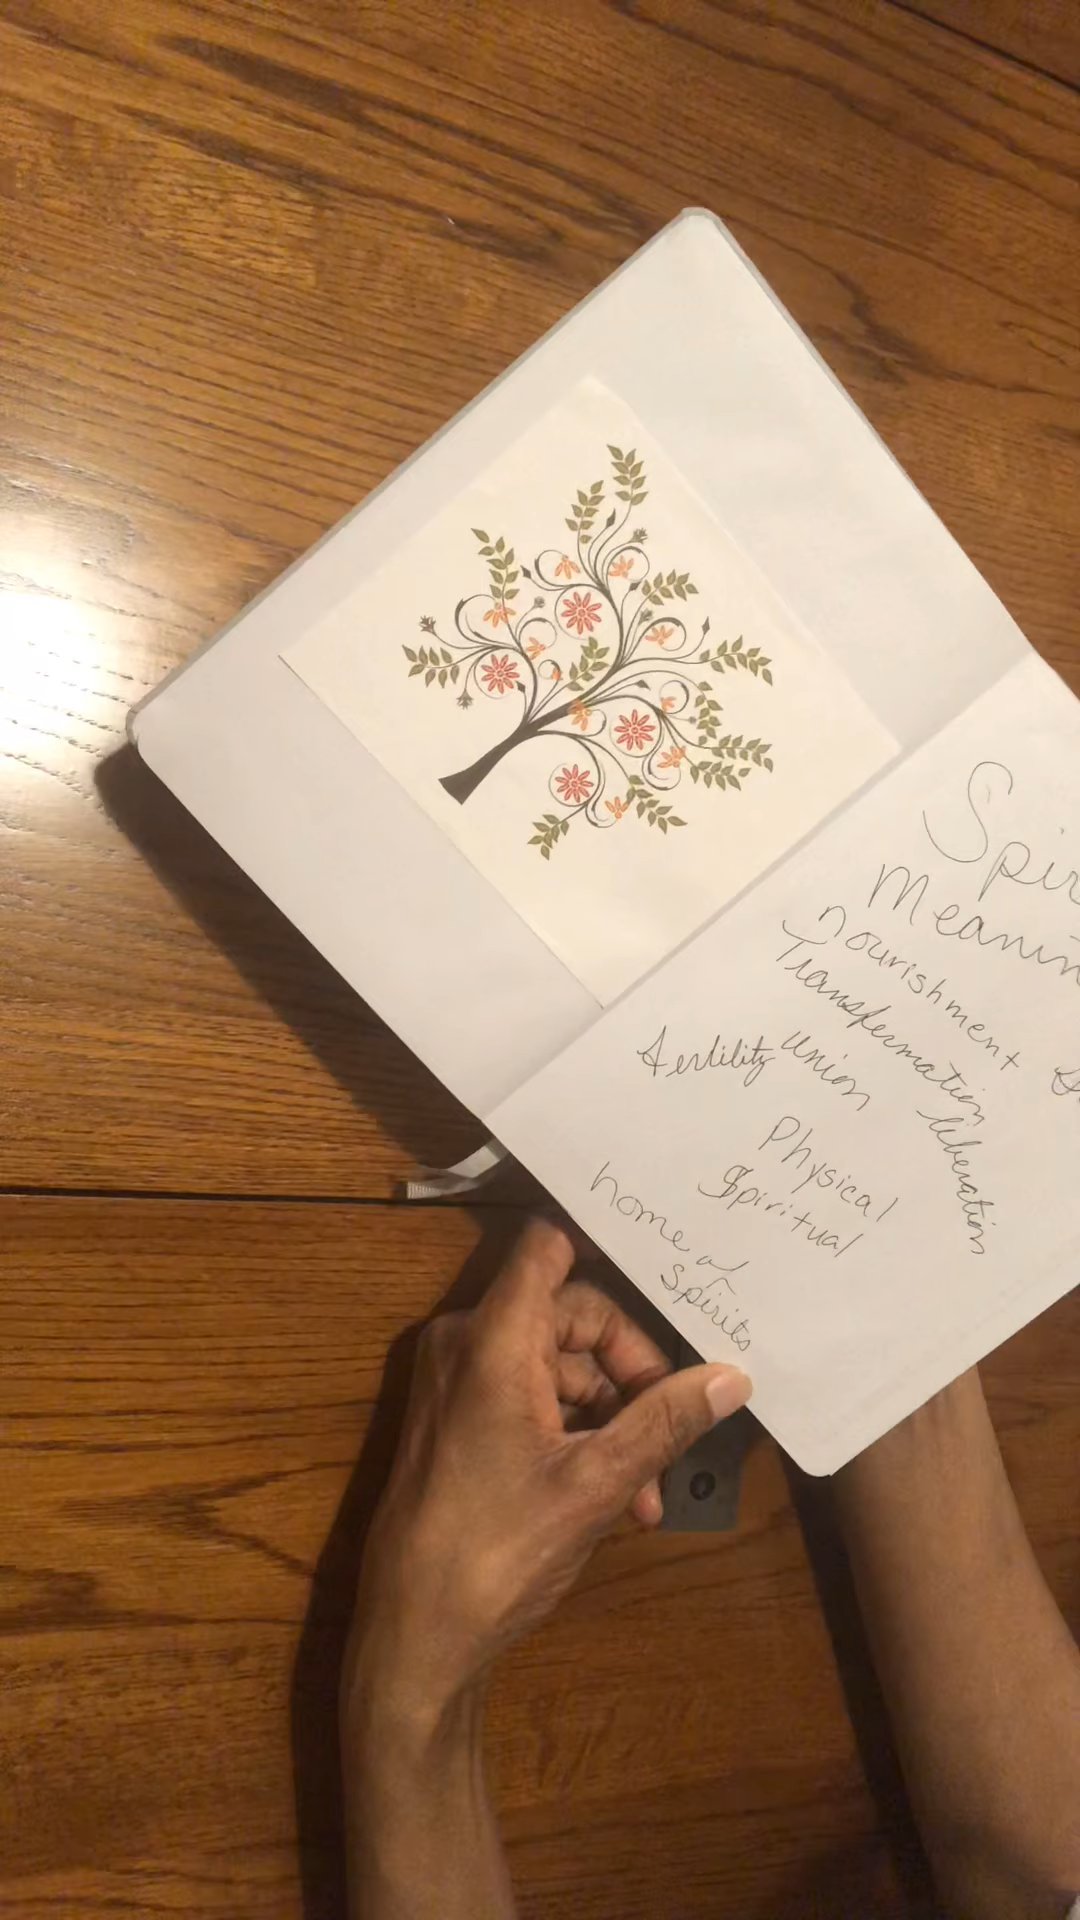 Spir
Meanin
nourishment
Transformation
liberation
Union
fertility
Physical
Spiritual
home of
Spirits